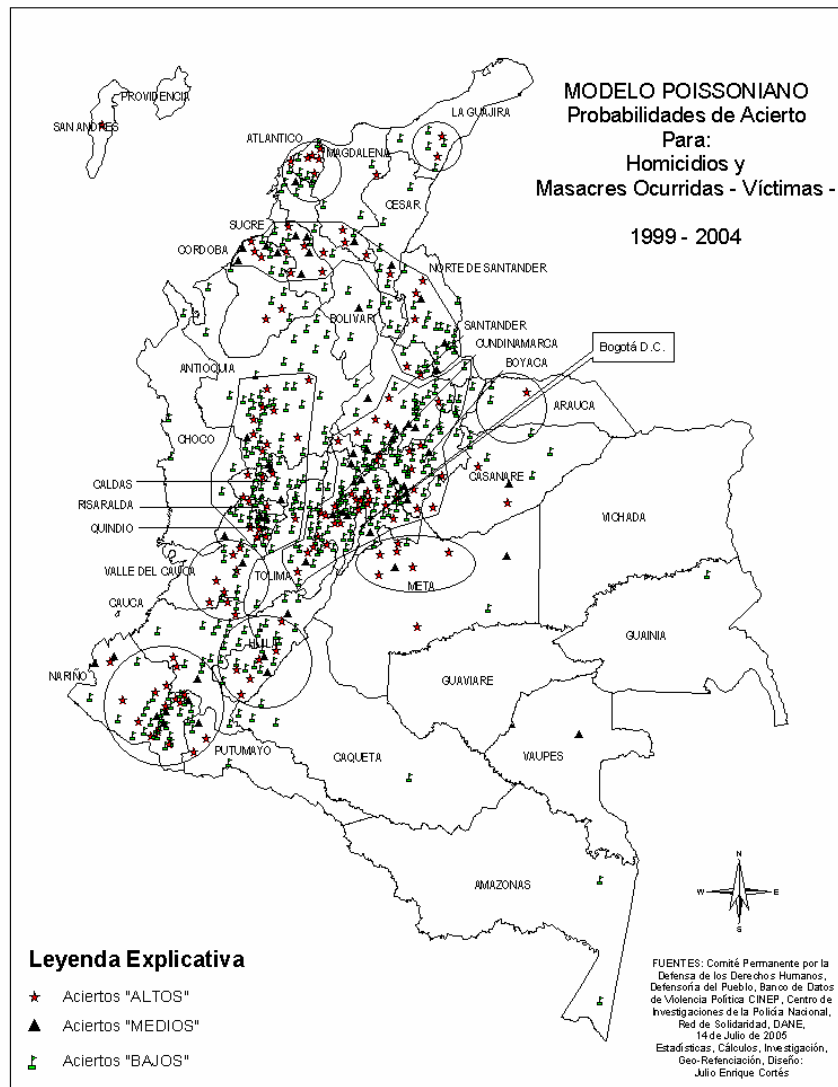 MODELO POISSONIANO
Probabilidades de Acierto
Para:
Homicidios y
Masacres Ocurridas - Víctimas -
1999 - 2004
PROVIDENCIA
SAN ANDRES
LA GUAJIRA
ATLANTICO
MAGDALENA
CESAR
SUCRE
CORDOBA
NORTE DE SANTANDER
BOLIVAR
SANTANDER
CUNDINAMARCA
Bogotá D.C.
BOYACA
ANTIOQUIA
ARAUCA
CHOCO
CASANARE
CALDAS
RISARALDA
VICHADA
QUINDIO
VALLE DEL CAUCA
TOLIMA
META
CAUCA
GUAINIA
HUILA
NARIÑO
GUAVIARE
PUTUMAYO
CAQUETA
VAUPES
AMAZONAS
N
W
E
S
Leyenda Explicativa
Aciertos "ALTOS"
Aciertos "MEDIOS"
Aciertos "BAJOS"
FUENTES: Comité Permanente por la
Defensa de los Derechos Humanos,
Defensoría del Pueblo, Banco de Datos
de Violencia Política CINEP, Centro de
Investigaciones de la Policía Nacional,
Red de Solidaridad, DANE,
14 de Julio de 2005
Estadísticas, Cálculos, Investigación,
Geo-Refenciación, Diseño:
Julio Enrique Cortés